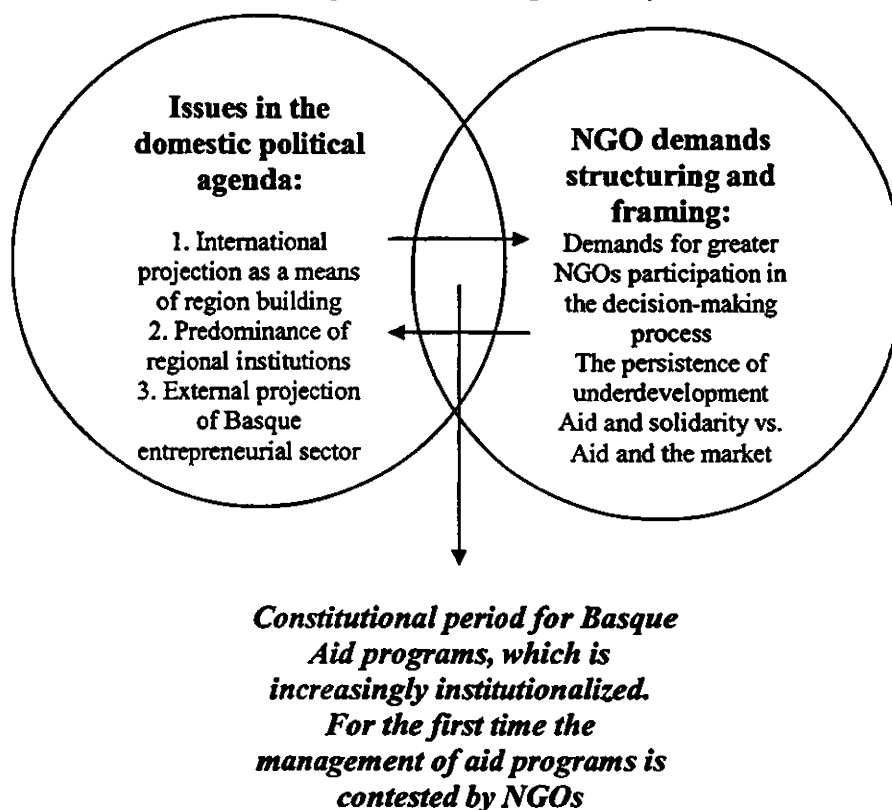 Issues in the
domestic political
agenda:
1. International
projection as a means
of region building
2. Predominance of
regional institutions
3. External projection
of Basque
entrepreneurial sector
NGO demands
structuring and
framing:
Demands for greater
NGOs participation in
the decision-making
process
The persistence of
underdevelopment
Aid and solidarity vs.
Aid and the market
Constitutional period for Basque
Aid programs, which is
increasingly institutionalized.
For the first time the
management of aid programs is
contested by NGOs